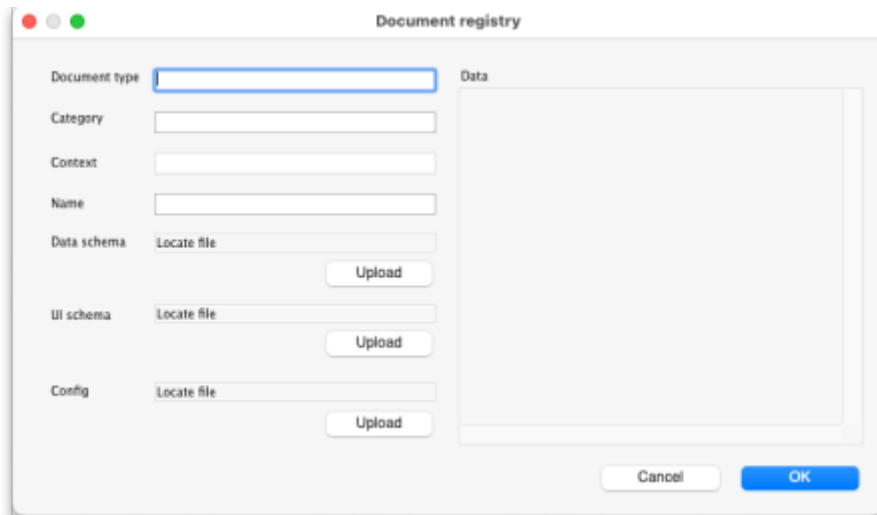 Document registry
Document type
Category
Context
Name
Data schema Locate file
Upload
UI schema Locate file
Upload
Config Locate file
Upload
Data
Cancel OK